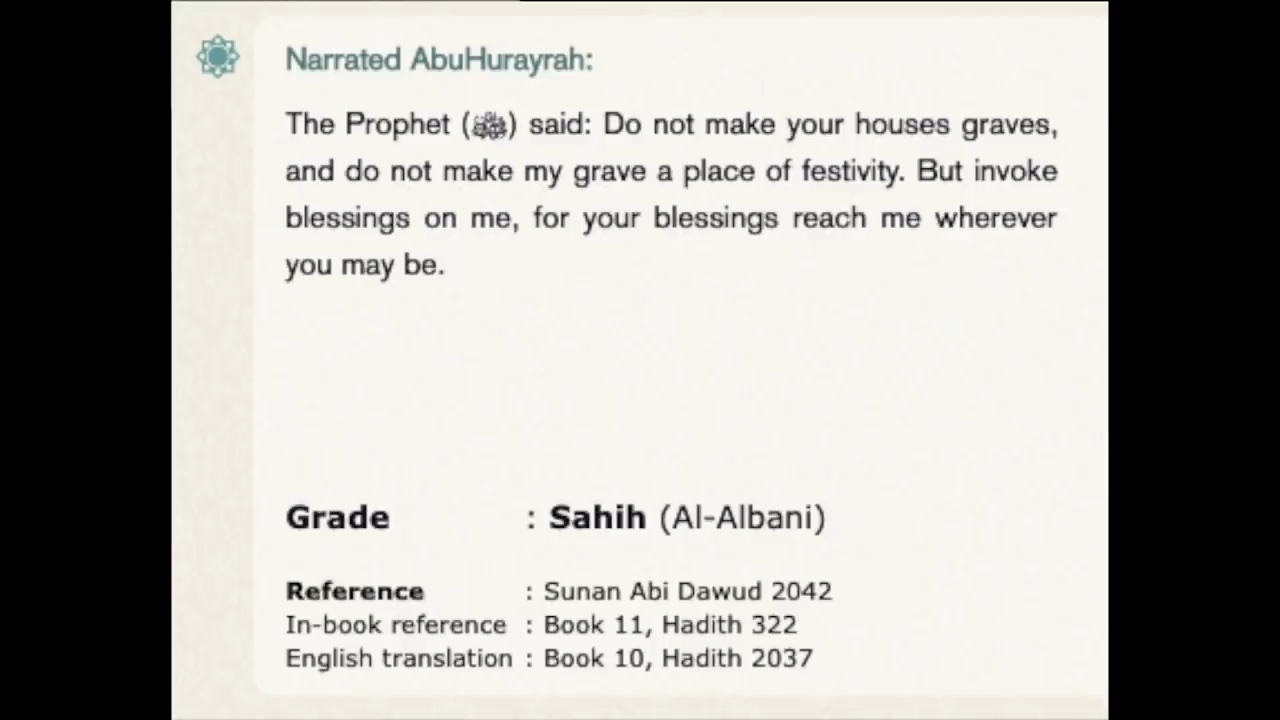 Narrated AbuHurayrah:
The Prophet (ﷺ) said: Do not make your houses graves,
and do not make my grave a place of festivity. But invoke
blessings on me, for your blessings reach me wherever
you may be.
Grade : Sahih (Al-Albani)
Reference : Sunan Abi Dawud 2042
In-book reference : Book 11, Hadith 322
English translation : Book 10, Hadith 2037